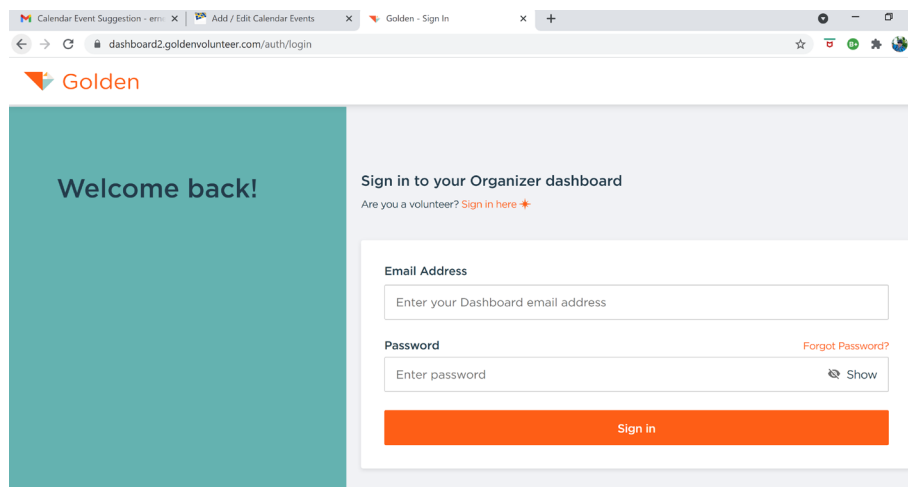 Calendar Event Suggestion - ern
Add / Edit Calendar Events
Golden - Sign In
dashboard2.goldenvolunteer.com/auth/login
Golden
Welcome back!
Sign in to your Organizer dashboard
Are you a volunteer? Sign in here
Email Address
Enter your Dashboard email address
Password
Forgot Password?
Enter password
Show
Sign in